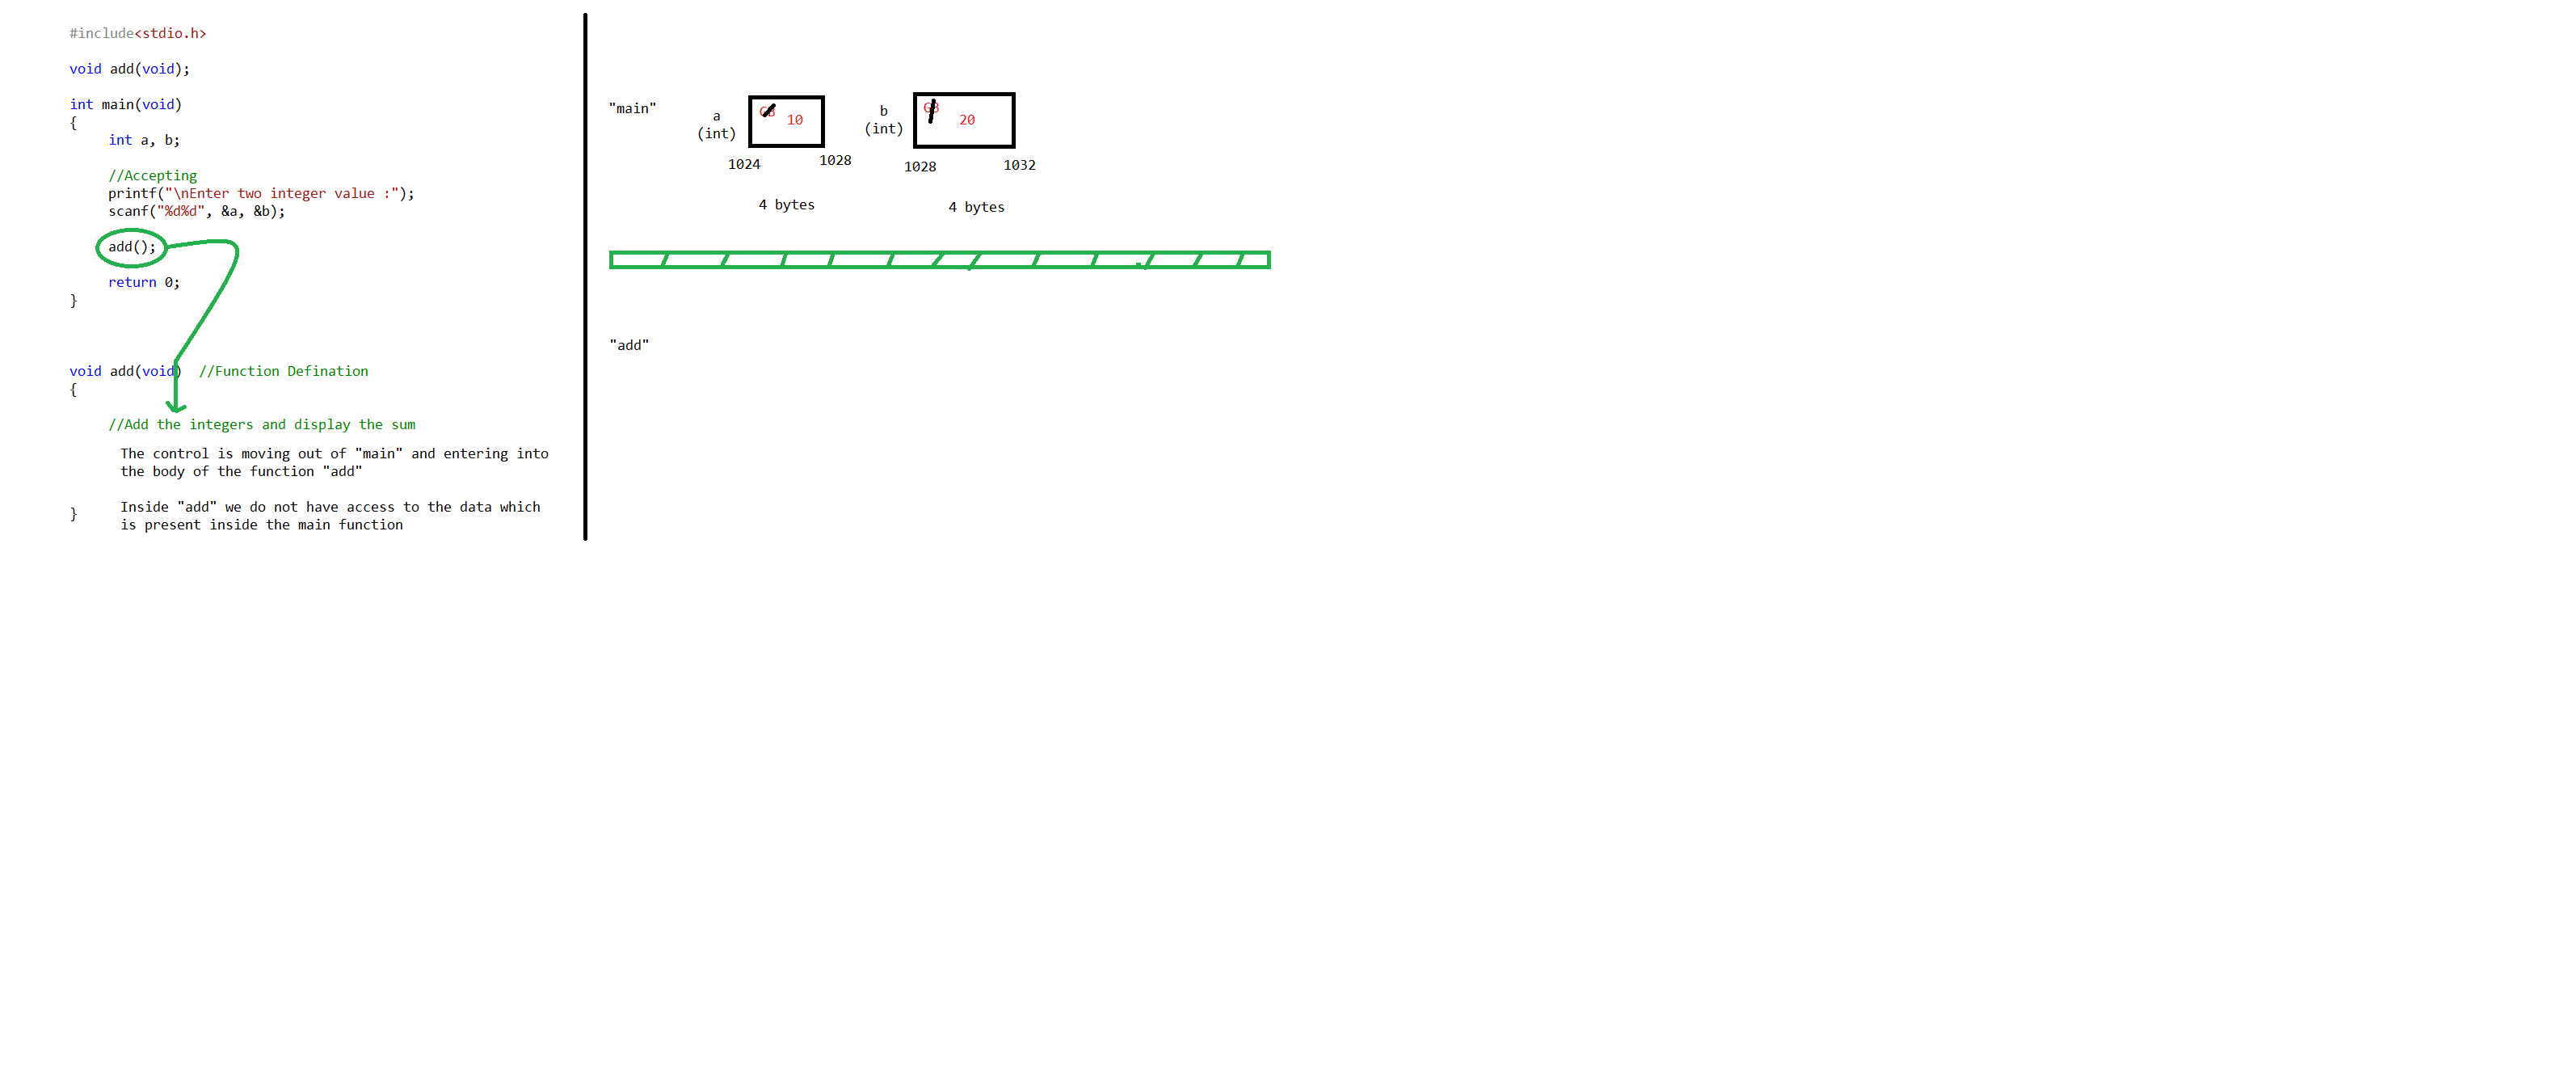 #include<stdio.h>
void add(void);
int main(void)
{
int a, b;
//Accepting
printf("\nEnter two integer value :");
scanf("%d%d", &a, &b);
add();
return 0;
}
void add(void) //Function Defination
{
//Add the integers and display the sum
The control is moving out of "main" and entering into
the body of the function "add"
Inside "add" we do not have access to the data which
is present inside the main function
}
"main"
a
(int)
GB
10
1024
1028
4 bytes
b
(int)
GB
20
1028
1032
4 bytes
"add"